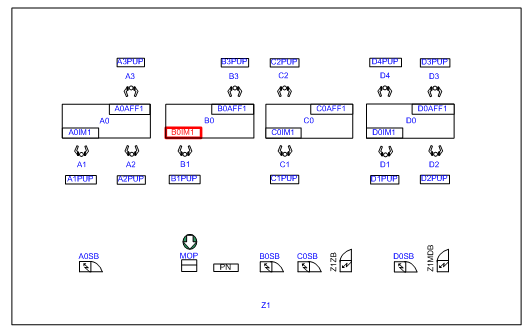 A3PUP B3PUP C2PUP D4PUP D3PUP
A3 B3 C2 D4 D3
A0AFF1 B0AFF1 C0AFF1 D0AFF1
A0 B0 C0 D0
A0IM1 B0IM1 C0IM1 D0IM1
A1 A2 B1 C1 D1 D2
A1PUP A2PUP B1PUP C1PUP D1PUP D2PUP
A0SB MOP B0SB C0SB Z1ZB D0SB Z1MDB
PN
Z1